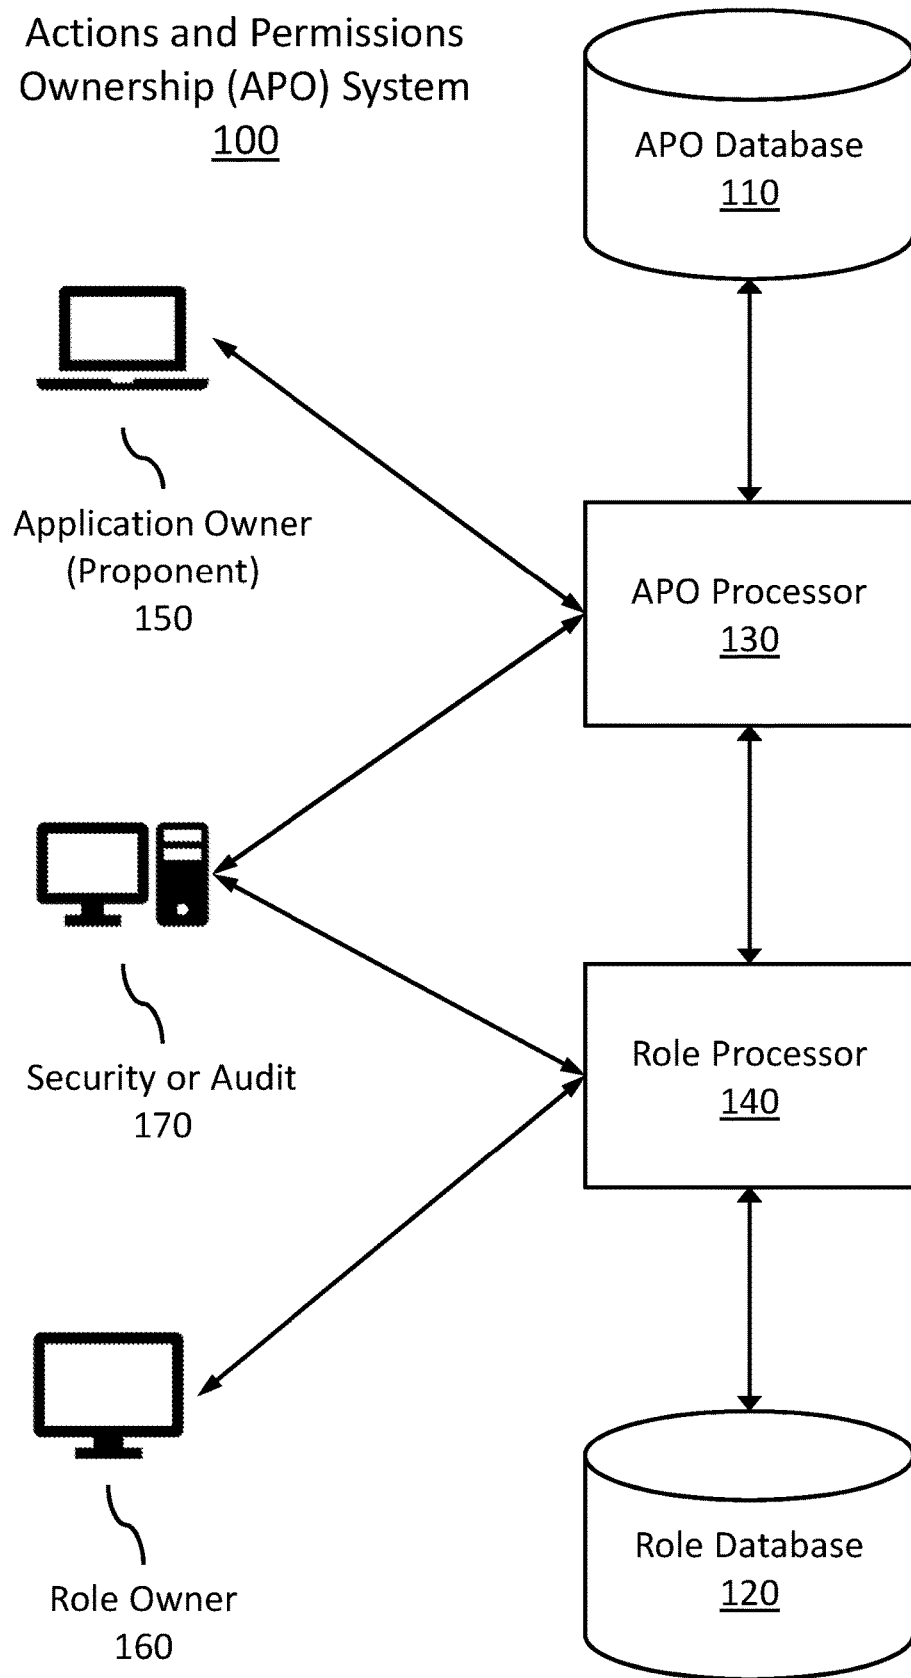 Actions and Permissions
Ownership (APO) System
100
APO Database
110
Application Owner
(Proponent)
150
APO Processor
130
Security or Audit
170
Role Processor
140
Role Owner
160
Role Database
120